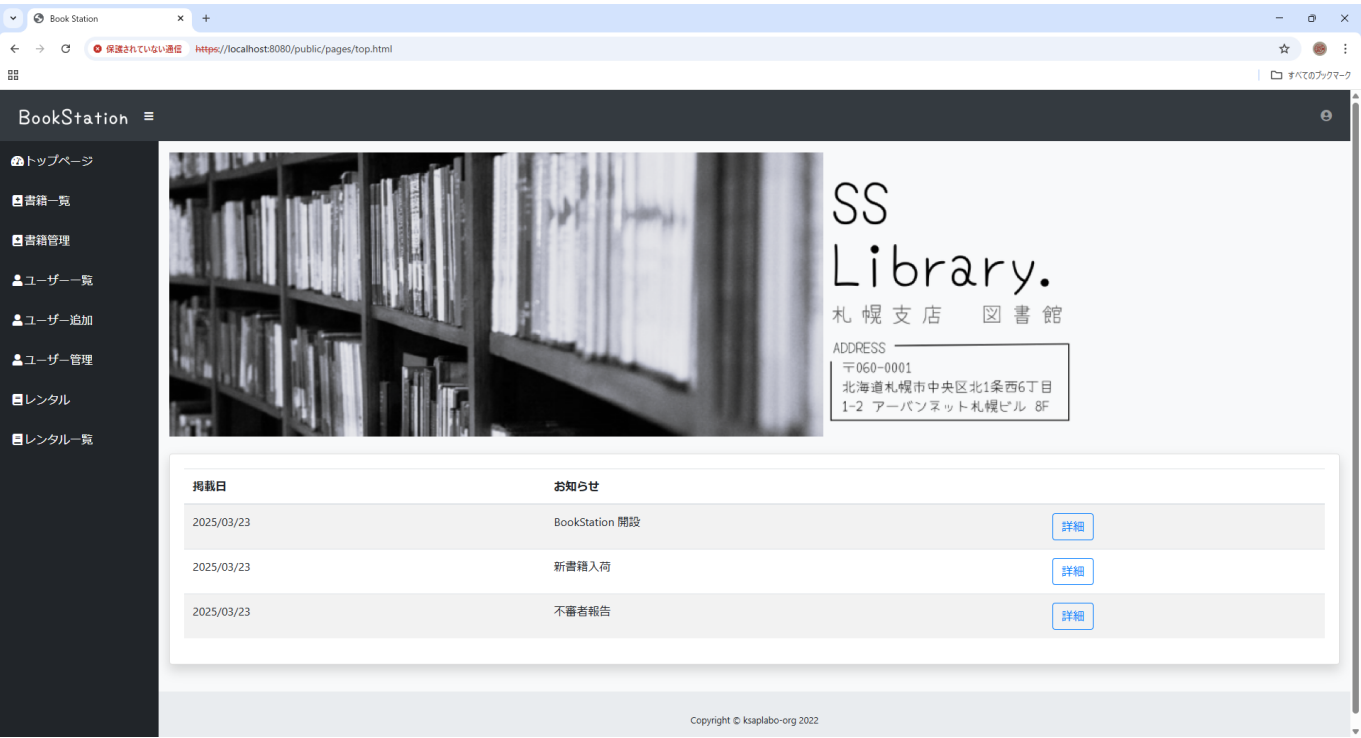 Book Station
保護されていない通信 https://localhost:8080/public/pages/top.html
すべてのブックマーク
BookStation
トップページ
書籍一覧
書籍管理
ユーザー一覧
ユーザー追加
ユーザー管理
レンタル
レンタル一覧
SS
Library.
札幌支店 図書館
ADDRESS
〒060-0001
北海道札幌市中央区北1条西6丁目
1-2 アーバンネット札幌ビル 8F
掲載日 お知らせ
2025/03/23 BookStation 開設 詳細
2025/03/23 新書籍入荷 詳細
2025/03/23 不審者報告 詳細
Copyright © ksaplabo-org 2022